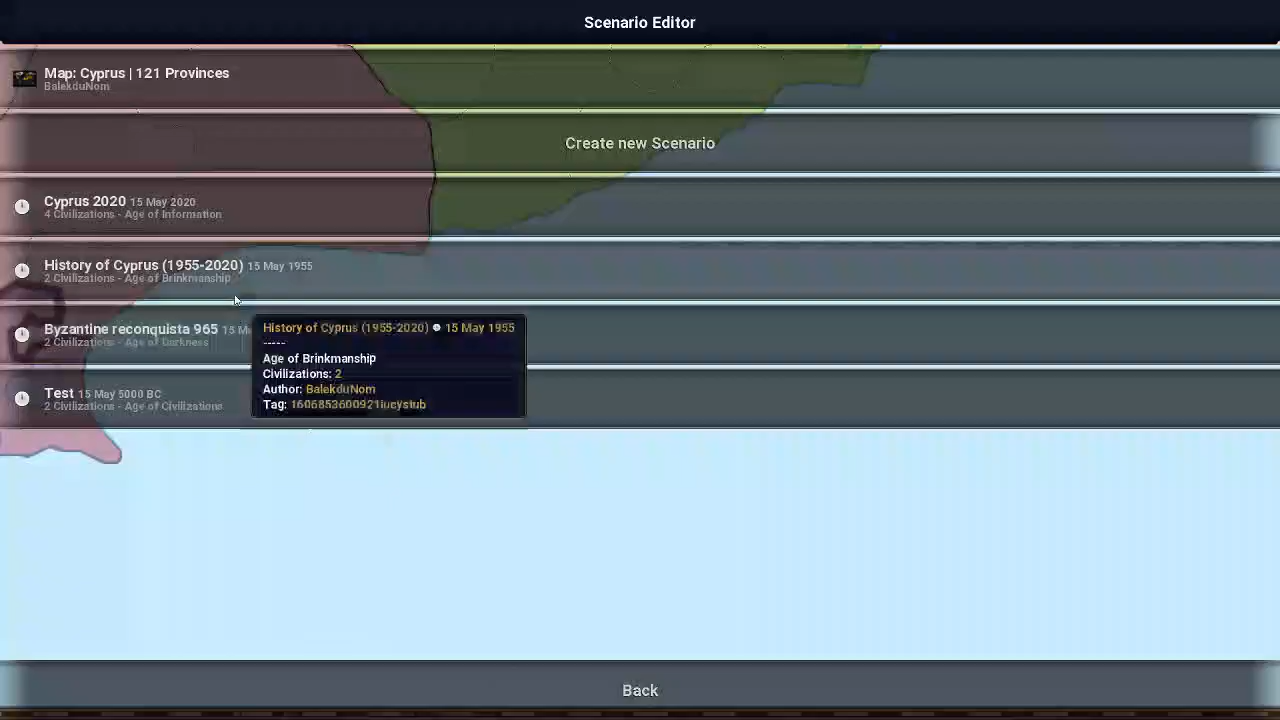 Scenario Editor
Map: Cyprus | 121 Provinces
BalekduNom
Create new Scenario
Cyprus 2020 15 May 2020
4 Civilizations - Age of Information
History of Cyprus (1955-2020) 15 May 1955
2 Civilizations - Age of Brinkmanship
Byzantine reconquista 965 15 M
2 Civilizations - Age of Darkness
History of Cyprus (1955-2020) 15 May 1955
-----
Age of Brinkmanship
Civilizations: 2
Author: BalekduNom
Tag: 1606853600921iucystub
Test 15 May 5000 BC
2 Civilizations - Age of Civilizations
Back